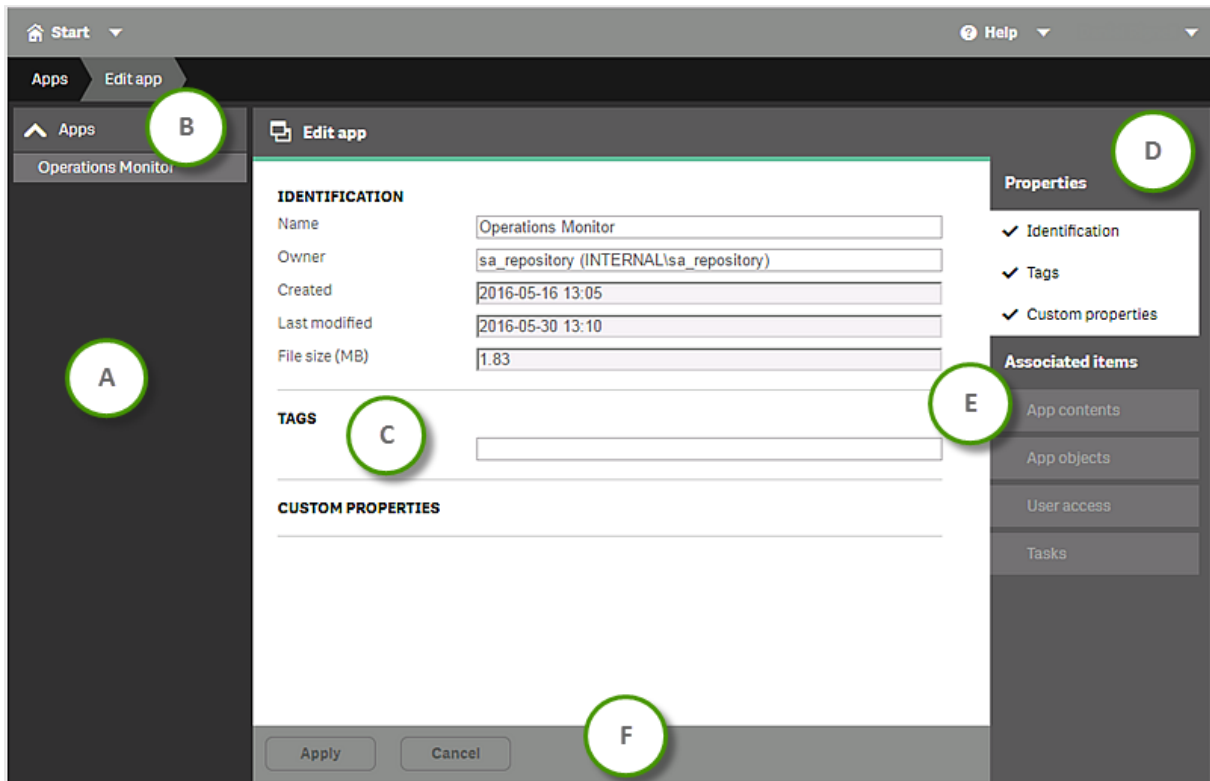 Start
Help
Apps
Edit app
Apps
B
Operations Monitor
A
Edit app
IDENTIFICATION
Name
Operations Monitor
Owner
sa_repository (INTERNAL\sa_repository)
Created
2016-05-16 13:05
Last modified
2016-05-30 13:10
File size (MB)
1.83
TAGS
C
CUSTOM PROPERTIES
D
Properties
Identification
Tags
Custom properties
Associated items
E
App contents
App objects
User access
Tasks
Apply
Cancel
F